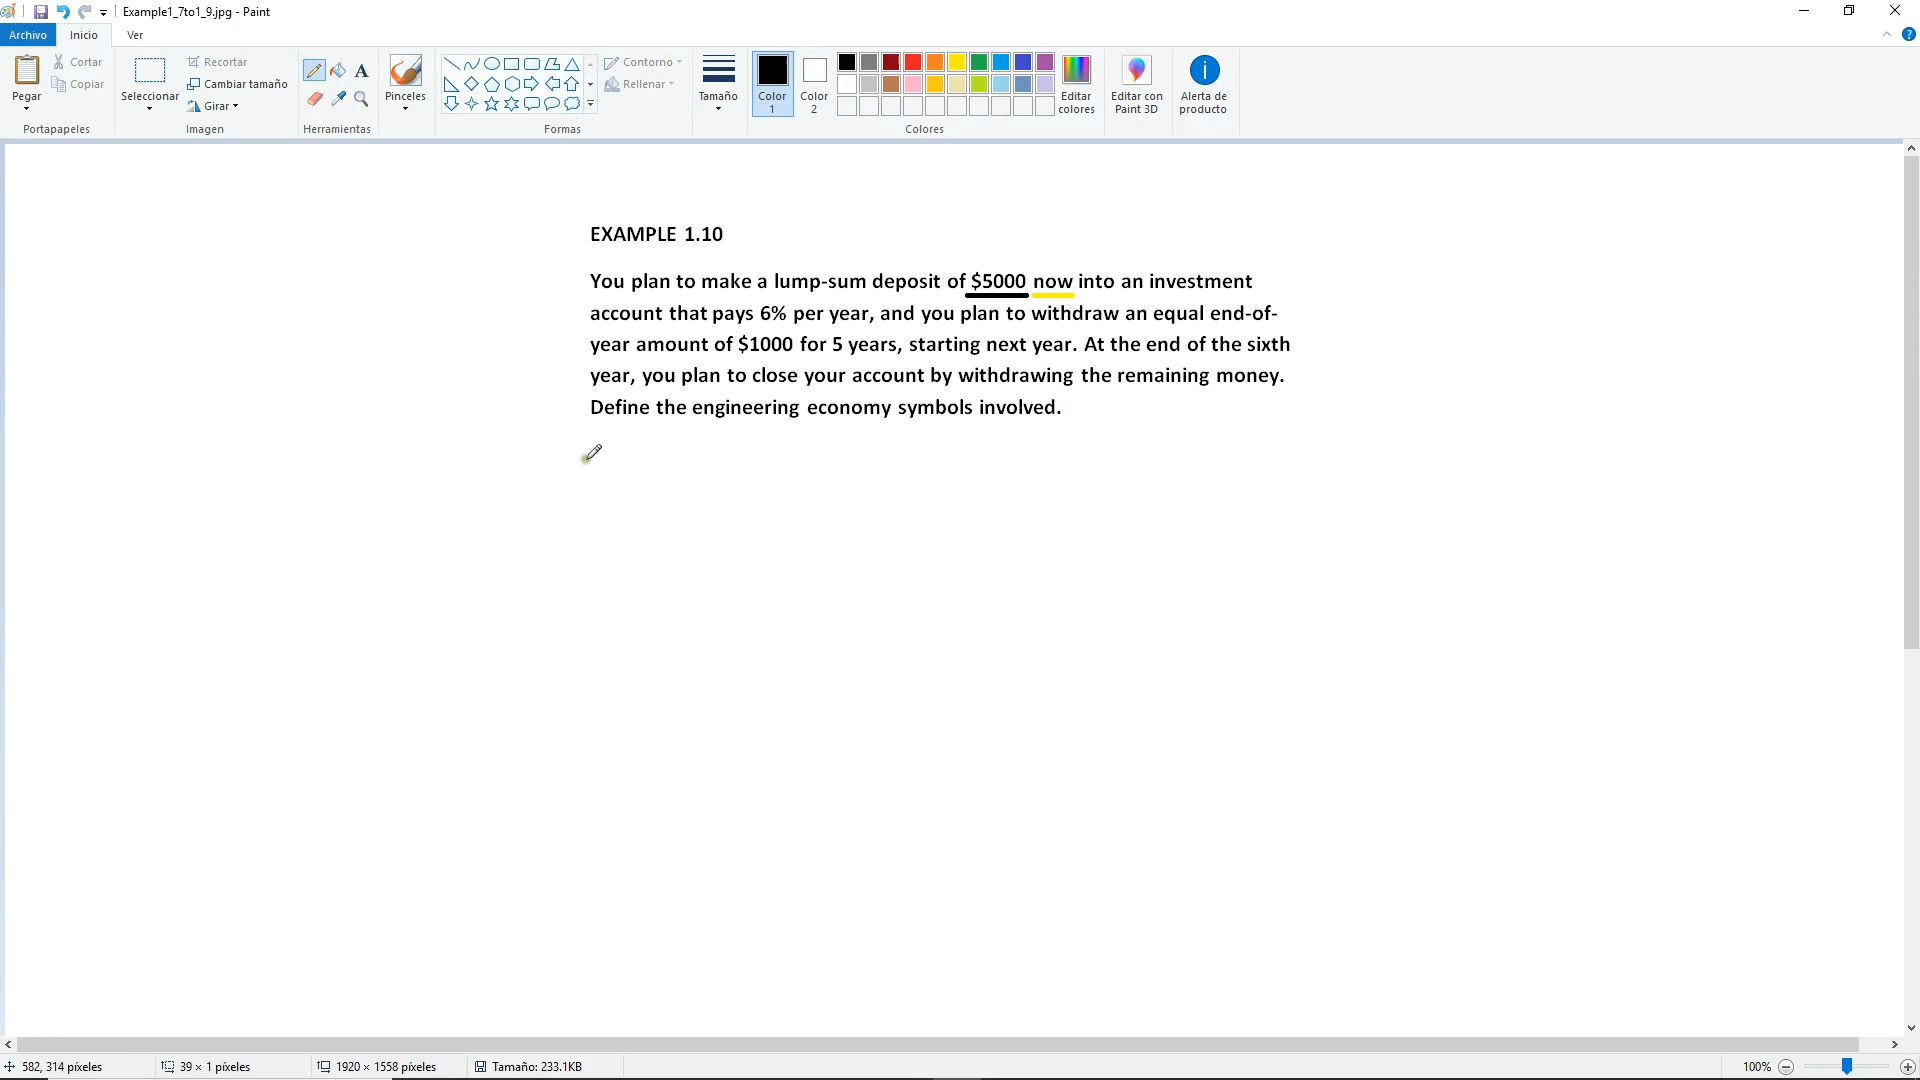 Example1_7to1_9.jpg - Paint
Archivo Inicio Ver
Pegar
Cortar
Copiar
Portapapeles
Seleccionar
Recortar
Cambiar tamaño
Girar
Imagen
A
Herramientas
Pinceles
Contorno
Rellenar
Formas
Tamaño
Color 1
Color 2
Editar colores
Colores
Editar con Paint 3D
Alerta de producto
EXAMPLE 1.10
You plan to make a lump-sum deposit of $5000 now into an investment
account that pays 6% per year, and you plan to withdraw an equal end-of-
year amount of $1000 for 5 years, starting next year. At the end of the sixth
year, you plan to close your account by withdrawing the remaining money.
Define the engineering economy symbols involved.
582, 314 píxeles 39 × 1 píxeles 1920 × 1558 píxeles Tamaño: 233.1KB 100%